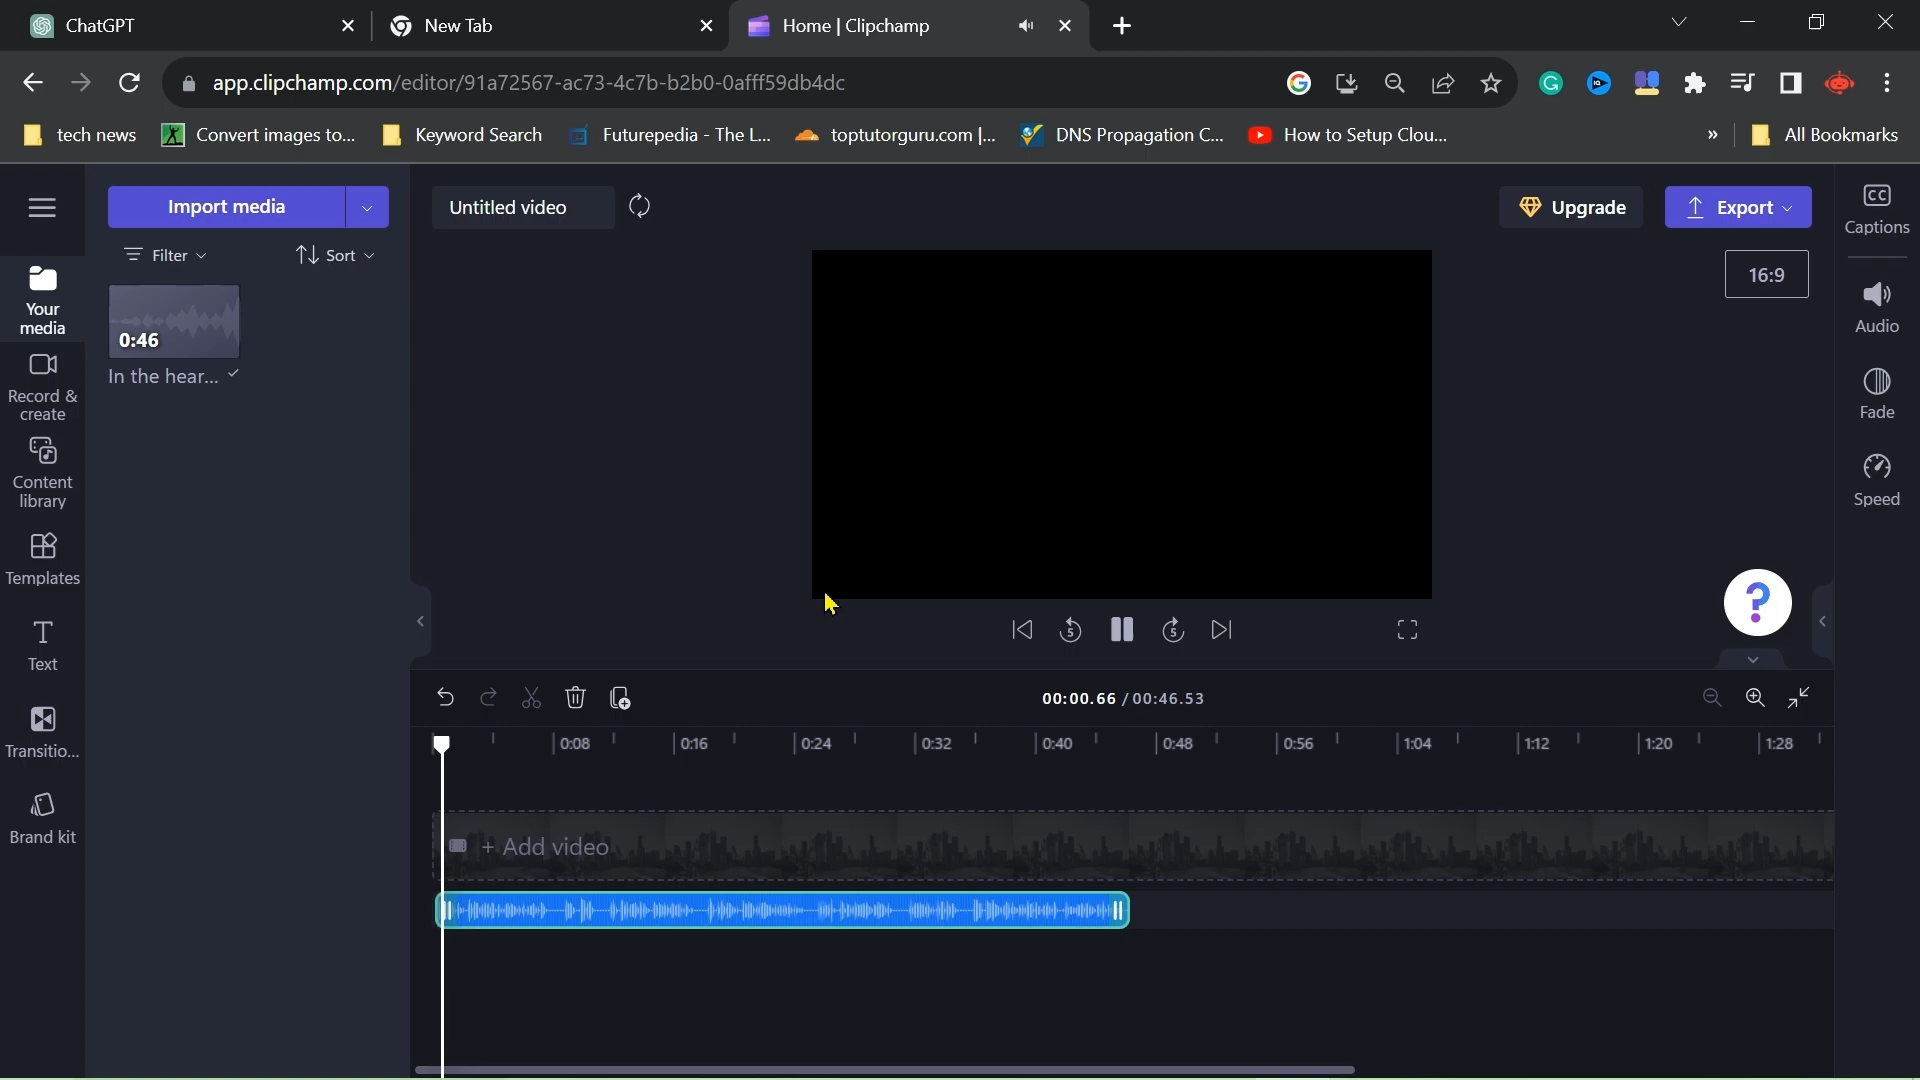 ChatGPT
New Tab
Home | Clipchamp
app.clipchamp.com/editor/91a72567-ac73-4c7b-b2b0-0afff59db4dc
tech news
Convert images to...
Keyword Search
Futurepedia - The L...
toptutorguru.com |...
DNS Propagation C...
How to Setup Clou...
»
All Bookmarks
Import media
Untitled video
Upgrade
Export
CC
Captions
Filter
Sort
16:9
Your
media
0:46
In the hear...
Audio
Record &
create
Fade
Content
library
Speed
Templates
Text
5
5
?
Transitio...
00:00.66 / 00:46.53
0:08
0:16
0:24
0:32
0:40
0:48
0:56
1:04
1:12
1:20
1:28
Brand kit
+ Add video